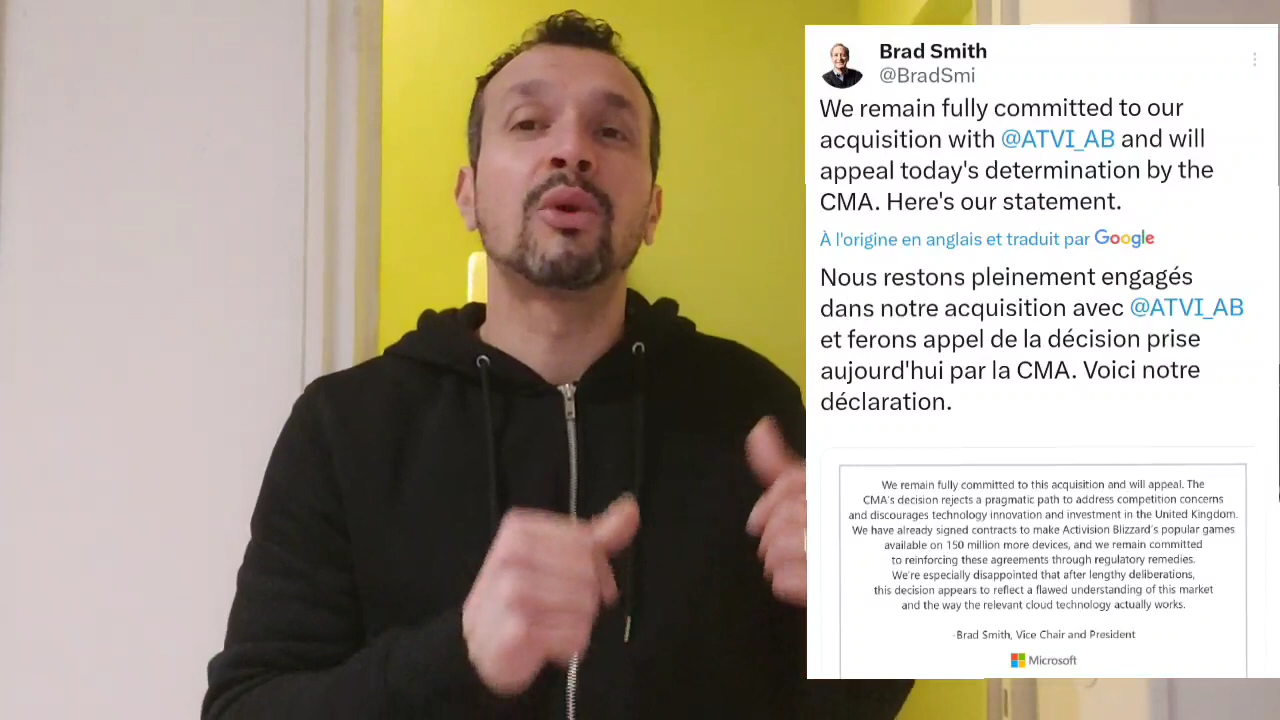 Brad Smith
@BradSmi
We remain fully committed to our
acquisition with @ATVI_AB and will
appeal today's determination by the
CMA. Here's our statement.
À l'origine en anglais et traduit par Google
Nous restons pleinement engagés
dans notre acquisition avec @ATVI_AB
et ferons appel de la décision prise
aujourd'hui par la CMA. Voici notre
déclaration.
We remain fully committed to this acquisition and will appeal. The
CMA's decision rejects a pragmatic path to address competition concerns
and discourages technology innovation and investment in the United Kingdom.
We have already signed contracts to make Activision Blizzard's popular games
available on 150 million more devices, and we remain committed
to reinforcing these agreements through regulatory remedies.
We're especially disappointed that after lengthy deliberations,
this decision appears to reflect a flawed understanding of this market
and the way the relevant cloud technology actually works.
-Brad Smith, Vice Chair and President
Microsoft